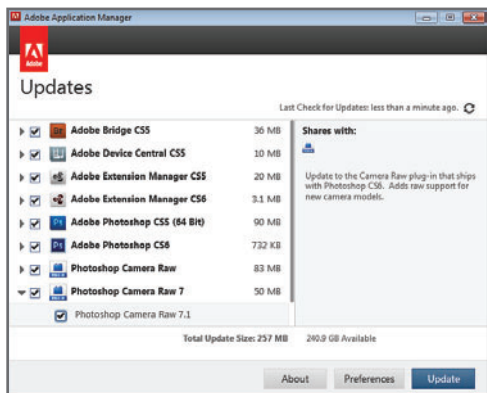 Adobe Application Manager
Adobe
Updates
Last Check for Updates: less than a minute ago.
Adobe Bridge CS5 36 MB
Adobe Device Central CS5 10 MB
Adobe Extension Manager CS5 20 MB
Adobe Extension Manager CS6 3.1 MB
Adobe Photoshop CS5 (64 Bit) 90 MB
Adobe Photoshop CS6 732 KB
Photoshop Camera Raw 83 MB
Photoshop Camera Raw 7 50 MB
Photoshop Camera Raw 7.1
Shares with:
Update to the Camera Raw plug-in that ships
with Photoshop CS6. Adds raw support for
new camera models.
Total Update Size: 257 MB 240.9 GB Available
About Preferences Update